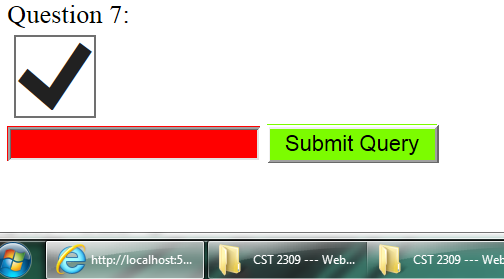 Question 7:
Submit Query
http://localhost:5...
CST 2309 --- Web...
CST 2309 --- Web